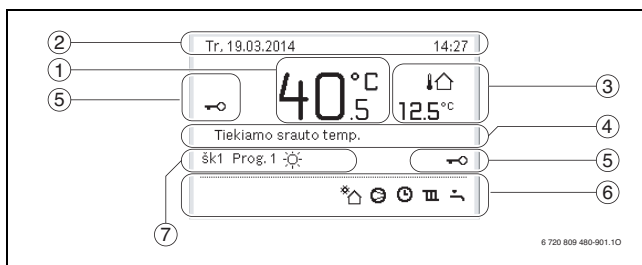 ② Tr, 19.03.2014 14:27
① 40.5 °C
③ 12.5 °C
⑤
④ Tiekiamo srauto temp.
⑤ šk1 Prog. 1
⑥
⑦
6 720 809 480-901.1O